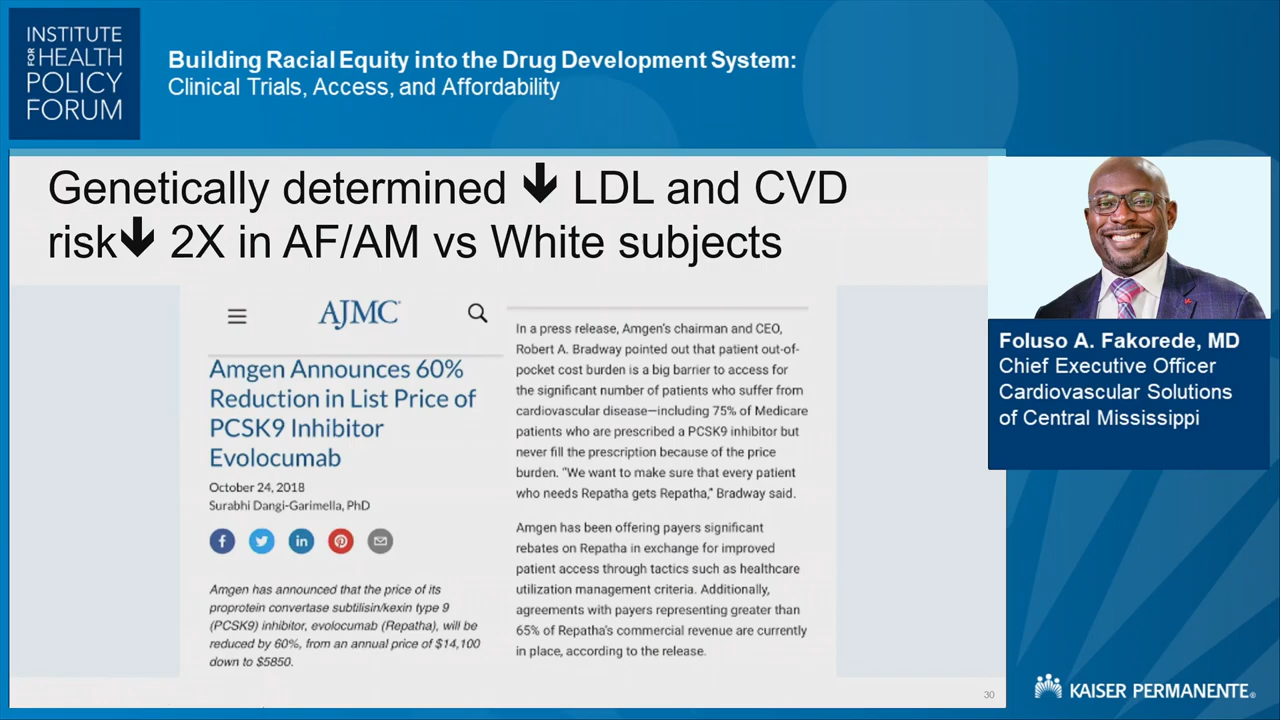 INSTITUTE
FOR HEALTH
POLICY
FORUM
Building Racial Equity into the Drug Development System:
Clinical Trials, Access, and Affordability
Genetically determined 🡻 LDL and CVD
risk🡻 2X in AF/AM vs White subjects
AJMC
Amgen Announces 60%
Reduction in List Price of
PCSK9 Inhibitor
Evolocumab
October 24, 2018
Surabhi Dangi-Garimella, PhD
Amgen has announced that the price of its
proprotein convertase subtilisin/kexin type 9
(PCSK9) inhibitor, evolocumab (Repatha), will be
reduced by 60%, from an annual price of $14,100
down to $5850.
In a press release, Amgen's chairman and CEO,
Robert A. Bradway pointed out that patient out-of-
pocket cost burden is a big barrier to access for
the significant number of patients who suffer from
cardiovascular disease—including 75% of Medicare
patients who are prescribed a PCSK9 inhibitor but
never fill the prescription because of the price
burden. "We want to make sure that every patient
who needs Repatha gets Repatha," Bradway said.
Amgen has been offering payers significant
rebates on Repatha in exchange for improved
patient access through tactics such as healthcare
utilization management criteria. Additionally,
agreements with payers representing greater than
65% of Repatha's commercial revenue are currently
in place, according to the release.
30
Foluso A. Fakorede, MD
Chief Executive Officer
Cardiovascular Solutions
of Central Mississippi
KAISER PERMANENTE®